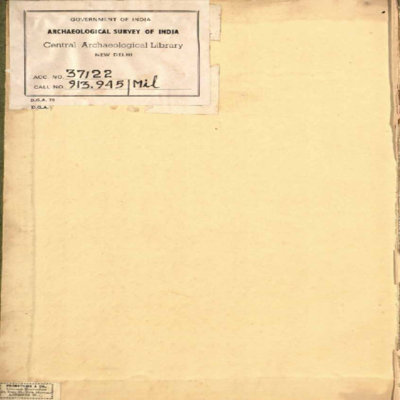 GOVERNMENT OF INDIA
ARCHAEOLOGICAL SURVEY OF INDIA
Central Archaeological Library
NEW DELHI
ACC. NO. 37122
CALL NO. 913.945/Mil
D.G.A. 79